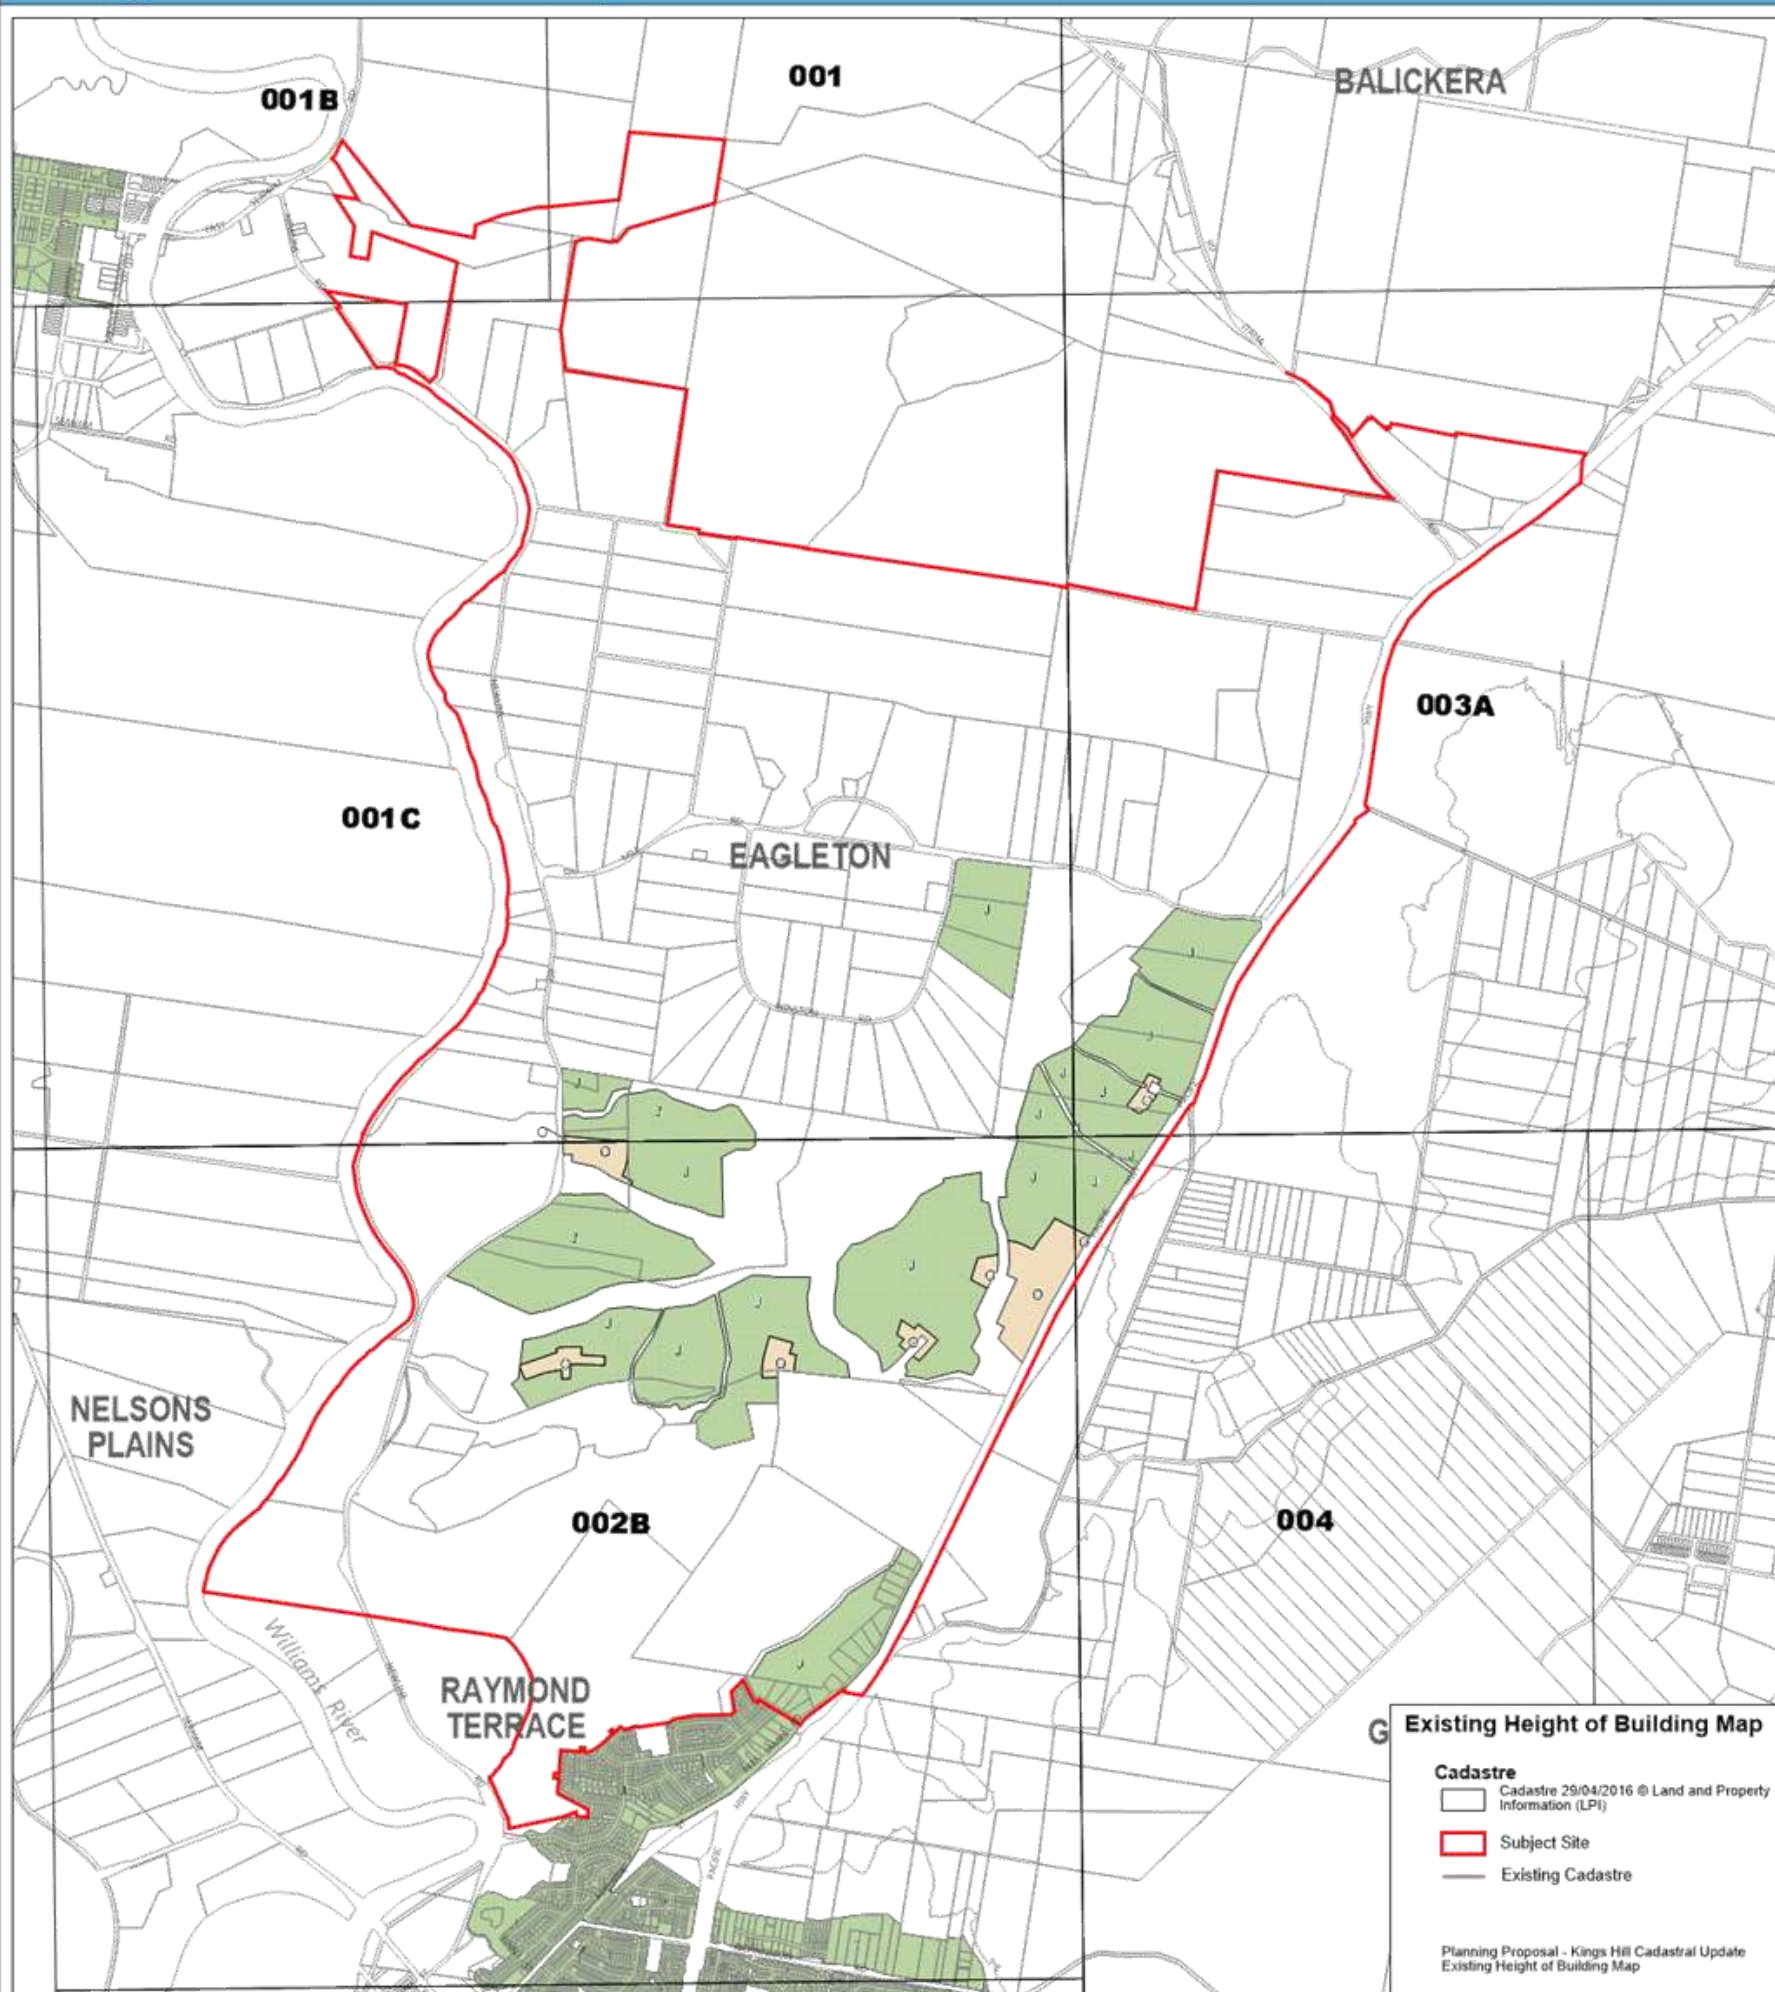 001B
001
BALICKERA
003A
001C
EAGLETON
J
J
J
J
J
J
J
J
J
J
J
O
J
J
J
J
O
O
O
J
J
J
O
O
O
NELSONS
PLAINS
002B
004
Williams River
J
RAYMOND
TERRACE
PACIFIC
HWY
G
Existing Height of Building Map
Cadastre
Cadastre 29/04/2016 © Land and Property
Information (LPI)
Subject Site
Existing Cadastre
Planning Proposal - Kings Hill Cadastral Update
Existing Height of Building Map